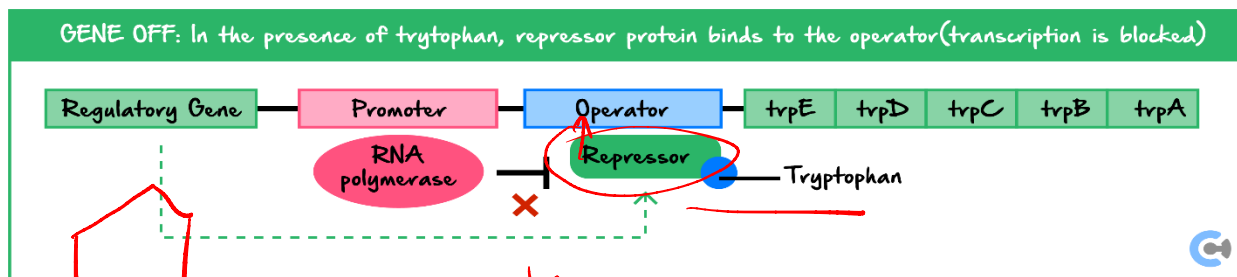 GENE OFF: In the presence of trytophan, repressor protein binds to the operator(transcription is blocked)
Regulatory Gene Promoter Operator trpE trpD trpC trpB trpA
RNA
polymerase
Repressor
Tryptophan